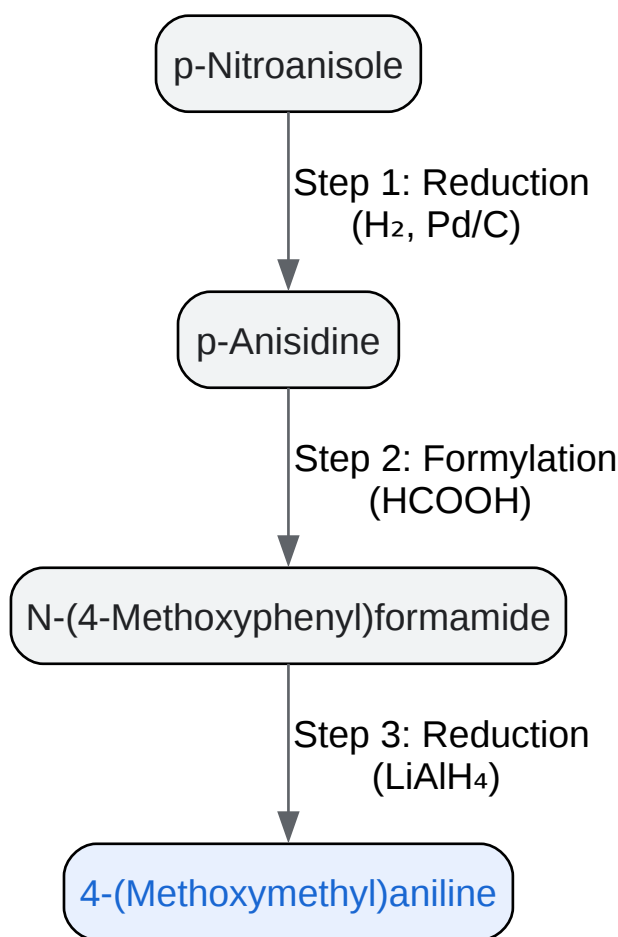 p-Nitroanisole
Step 1: Reduction
(H₂, Pd/C)
p-Anisidine
Step 2: Formylation
(HCOOH)
N-(4-Methoxyphenyl)formamide
Step 3: Reduction
(LiAlH₄)
4-(Methoxymethyl)aniline